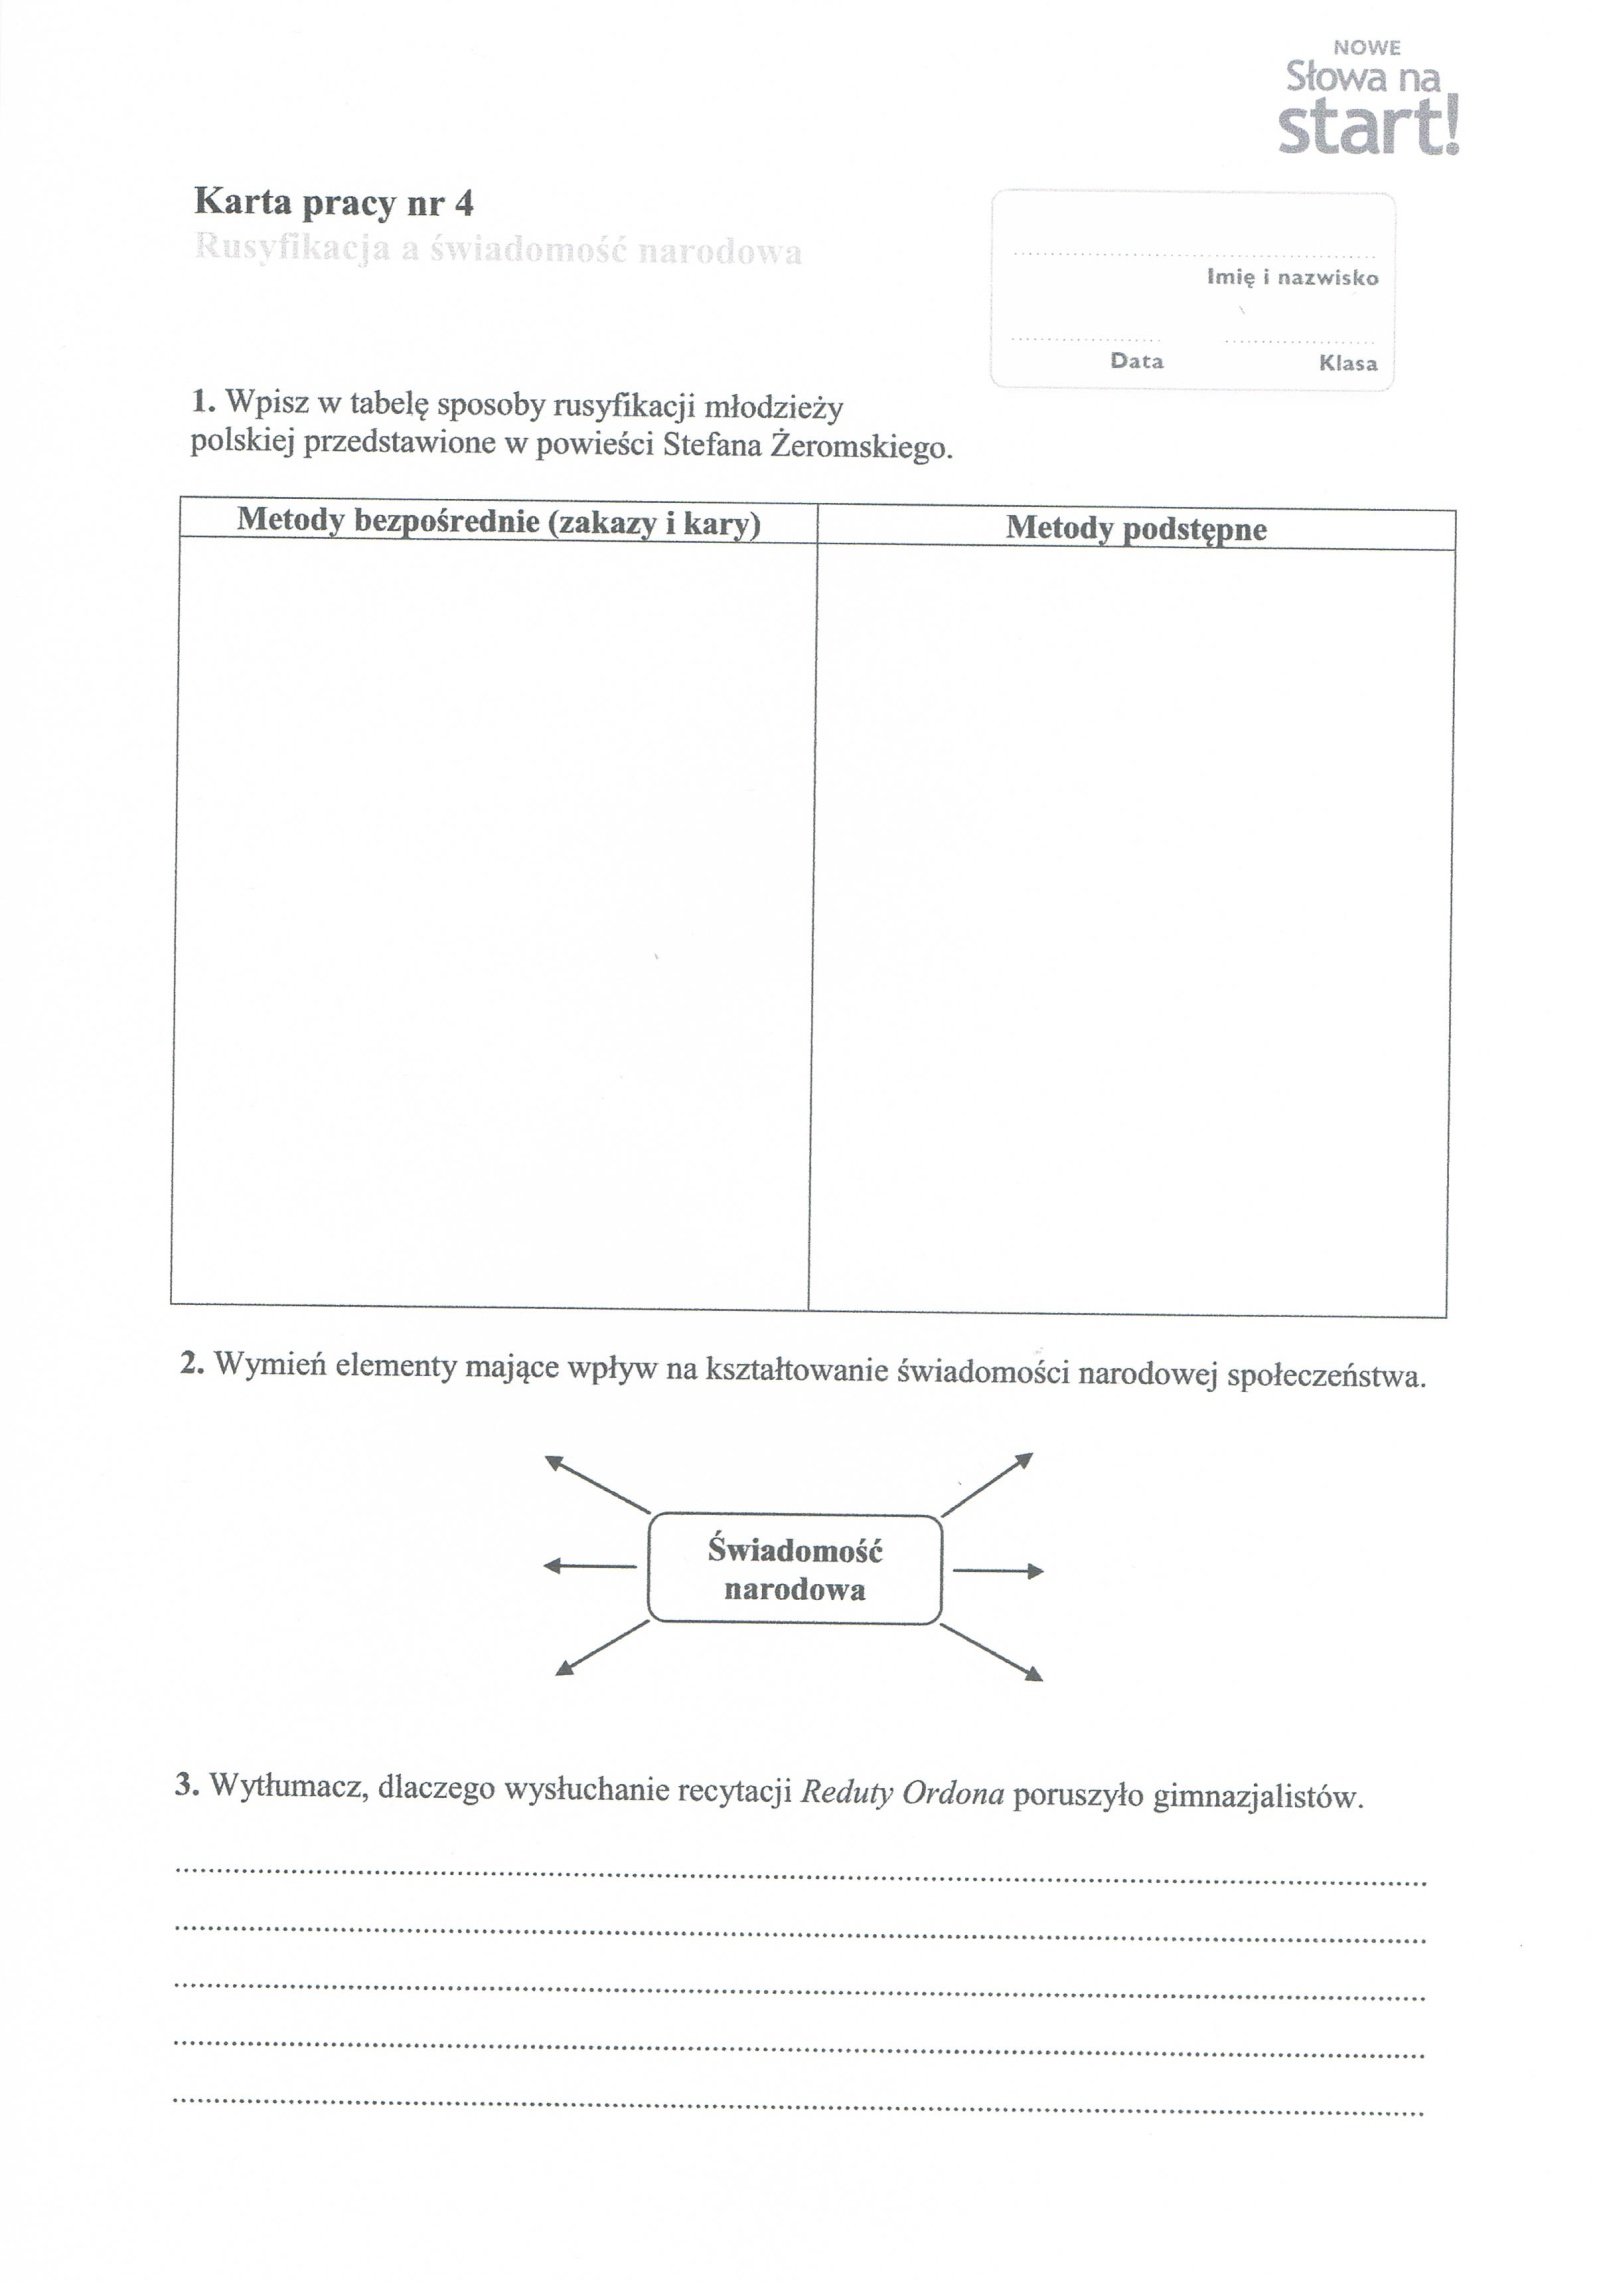 NOWE
Słowa na
start!
Karta pracy nr 4
Rusyfikacja a świadomość narodowa
Imię i nazwisko
Data Klasa
1. Wpisz w tabelę sposoby rusyfikacji młodzieży
polskiej przedstawione w powieści Stefana Żeromskiego.
Metody bezpośrednie (zakazy i kary) Metody podstępne
2. Wymień elementy mające wpływ na kształtowanie świadomości narodowej społeczeństwa.
Świadomość
narodowa
3. Wytłumacz, dlaczego wysłuchanie recytacji Reduty Ordona poruszyło gimnazjalistów.